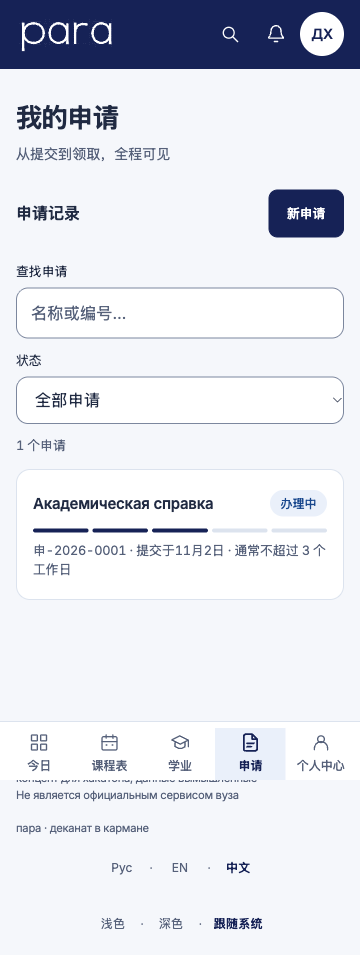 para
ДХ
我的申请
从提交到领取，全程可见
申请记录
新申请
查找申请
名称或编号...
状态
全部申请
1 个申请
Академическая справка
办理中
申-2026-0001 · 提交于11月2日 · 通常不超过 3 个
工作日
今日
课程表
学业
申请
个人中心
концепт для хакатона, данные вымышленные
Не является официальным сервисом вуза
пара · деканат в кармане
Рус · EN · 中文
浅色 · 深色 · 跟随系统